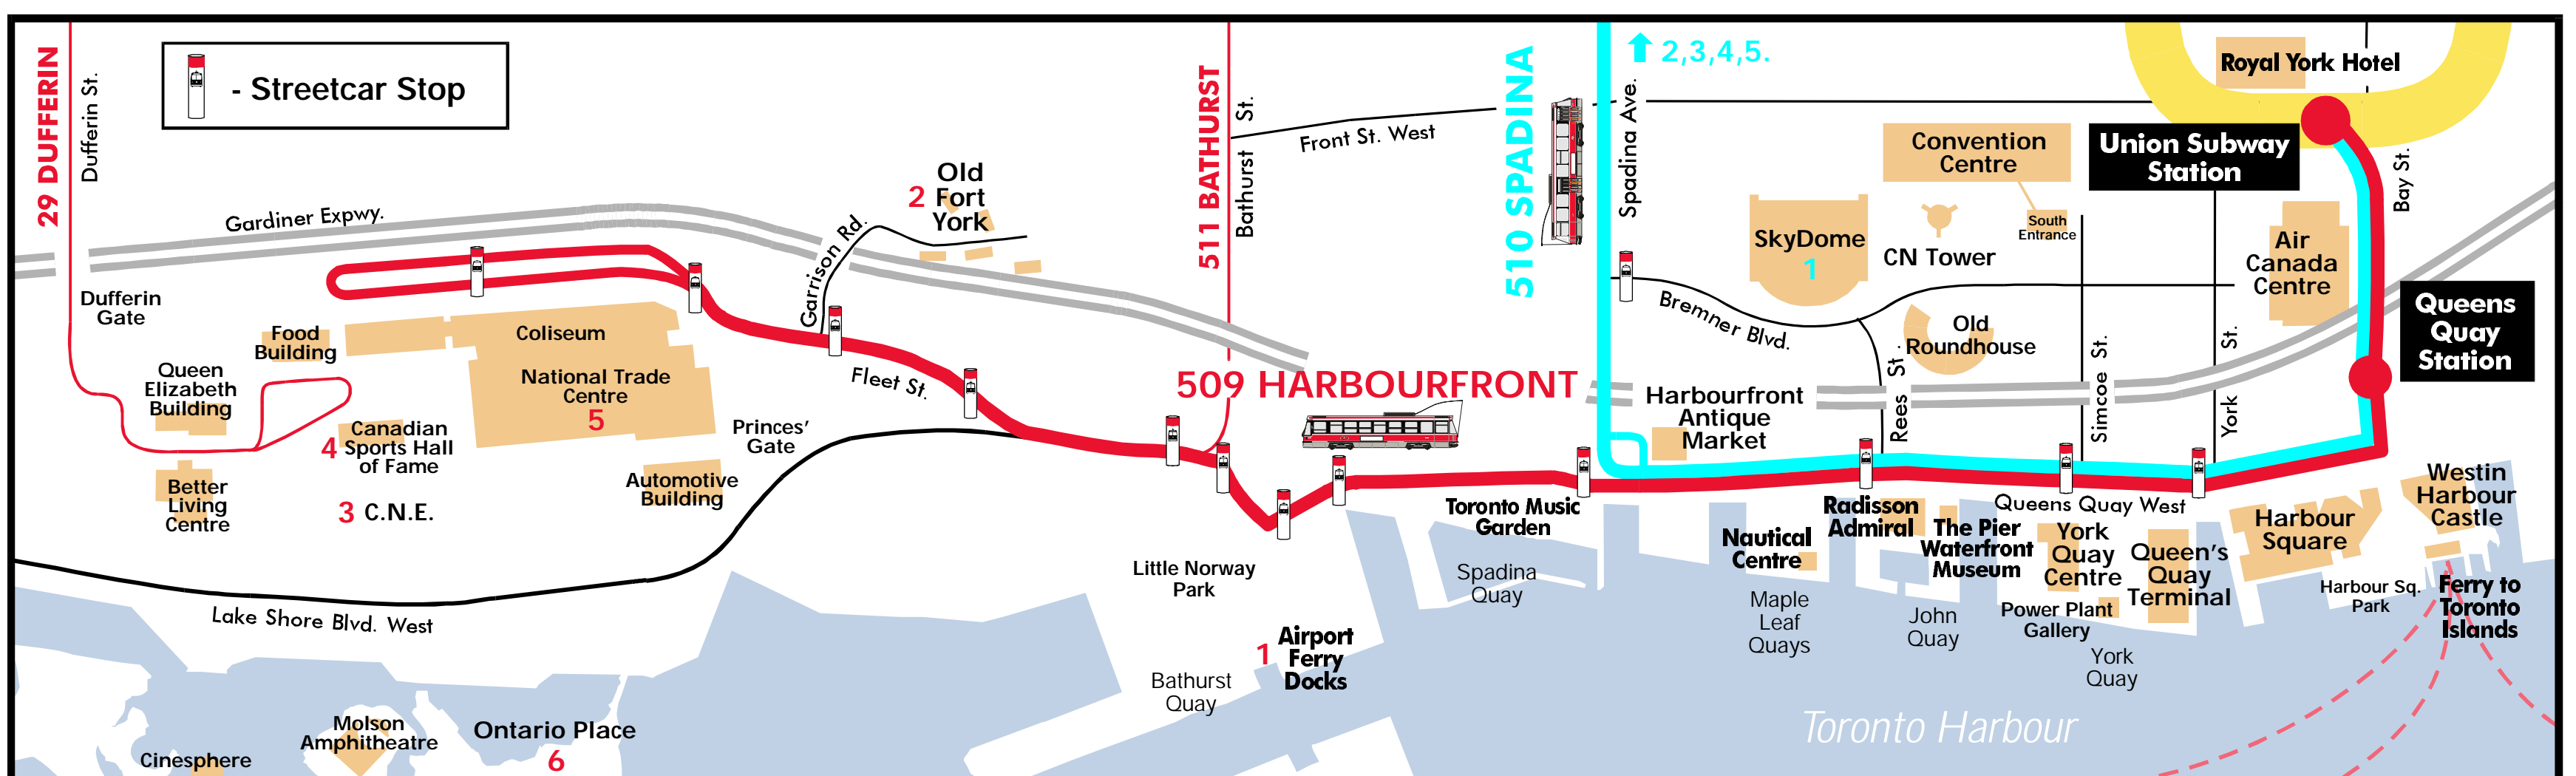 29 DUFFERIN
Dufferin St.
- Streetcar Stop
511 BATHURST
Bathurst St.
Front St. West
510 SPADINA
2,3,4,5.
Spadina Ave.
Royal York Hotel
Union Subway
Station
Bay St.
Convention
Centre
South
Entrance
SkyDome
1
CN Tower
Air
Canada
Centre
Queens
Quay
Station
Gardiner Expwy.
Garrison Rd.
2
Old
Fort
York
Dufferin
Gate
Food
Building
Coliseum
Queen
Elizabeth
Building
National Trade
Centre
5
Fleet St.
509 HARBOURFRONT
Bremner Blvd.
Old
Roundhouse
Rees St.
Simcoe St.
York St.
Harbourfront
Antique
Market
4
Canadian
Sports Hall
of Fame
Princes'
Gate
Automotive
Building
Better
Living
Centre
3 C.N.E.
Toronto Music
Garden
Radisson
Admiral
Queens Quay West
Nautical
Centre
The Pier
Waterfront
Museum
York
Quay
Centre
Queen's
Quay
Terminal
Harbour
Square
Westin
Harbour
Castle
Little Norway
Park
Spadina
Quay
Maple
Leaf
Quays
John
Quay
Power Plant
Gallery
York
Quay
Harbour Sq.
Park
Ferry to
Toronto
Islands
Lake Shore Blvd. West
1
Airport
Ferry
Docks
Bathurst
Quay
Cinesphere
Molson
Amphitheatre
Ontario Place
6
Toronto Harbour